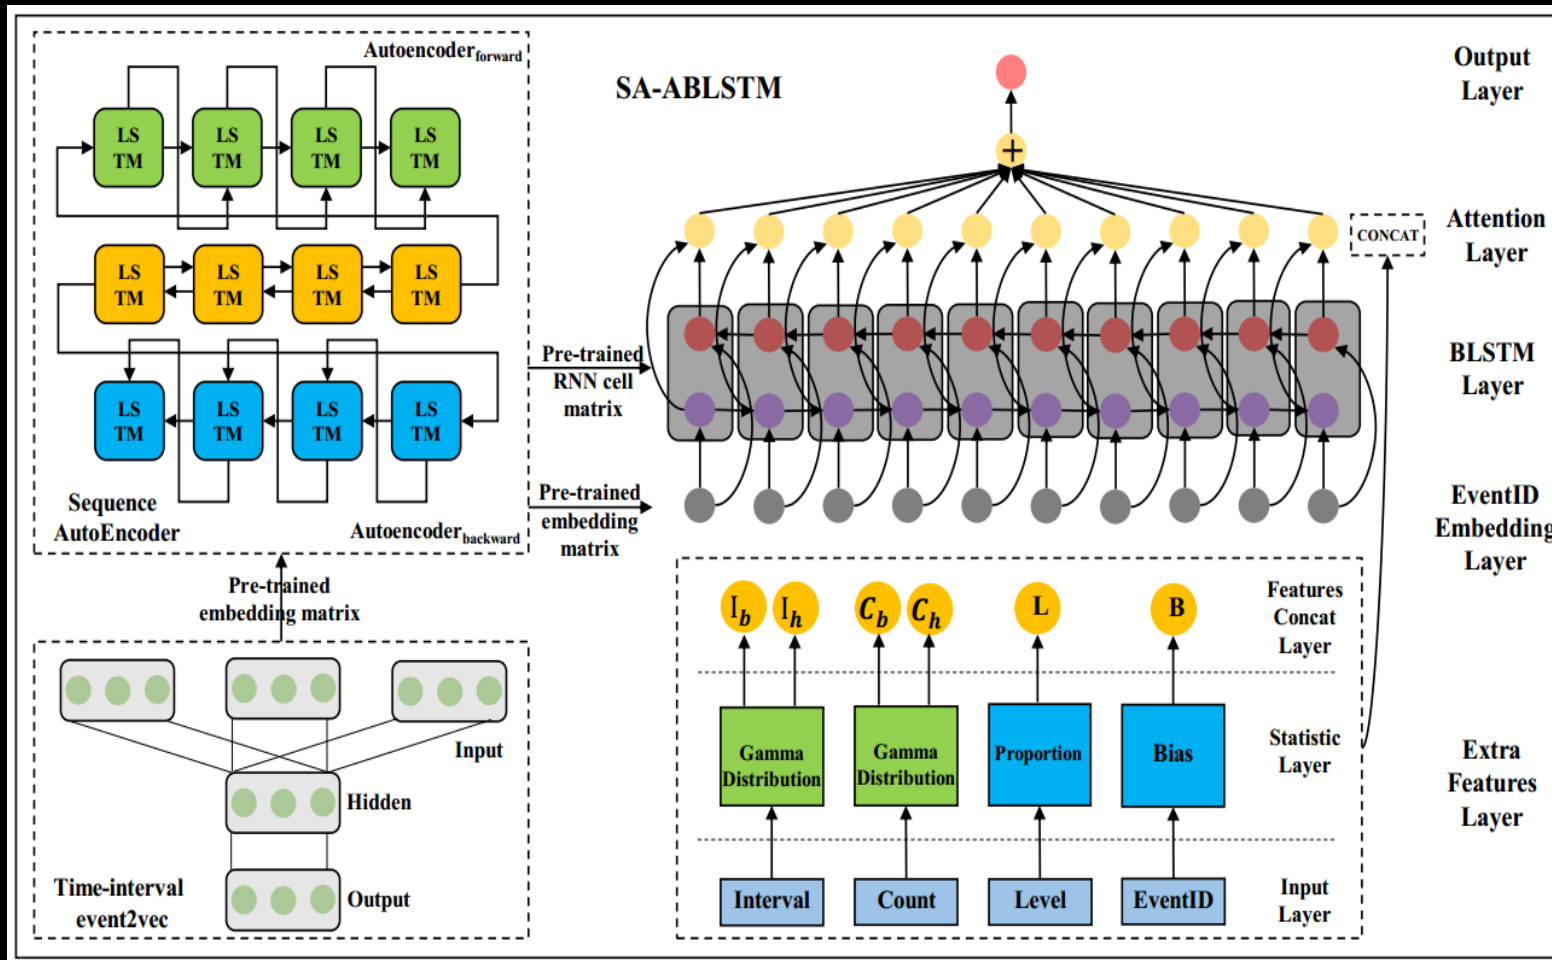 Autoencoderforward
LS
TM
LS
TM
LS
TM
LS
TM
LS
TM
LS
TM
LS
TM
LS
TM
LS
TM
LS
TM
LS
TM
LS
TM
Sequence
AutoEncoder
Autoencoderbackward
Pre-trained
embedding matrix
Input
Hidden
Output
Time-interval
event2vec
SA-ABLSTM
Pre-trained
RNN cell
matrix
Pre-trained
embedding
matrix
+
CONCAT
Output
Layer
Attention
Layer
BLSTM
Layer
EventID
Embedding
Layer
Extra
Features
Layer
I_b
I_h
C_b
C_h
L
B
Features
Concat
Layer
Gamma
Distribution
Gamma
Distribution
Proportion
Bias
Statistic
Layer
Interval
Count
Level
EventID
Input
Layer